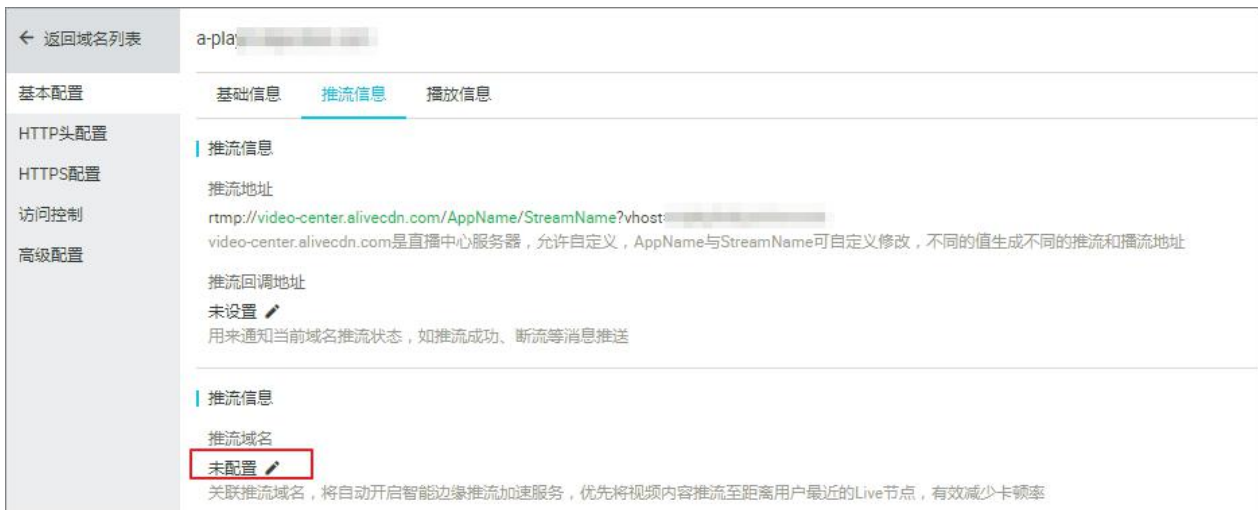 ← 返回域名列表
a-play
基本配置
HTTP头配置
HTTPS配置
访问控制
高级配置
基础信息 推流信息 播放信息
推流信息
推流地址
rtmp://video-center.alivecdn.com/AppName/StreamName?vhost=
video-center.alivecdn.com是直播中心服务器，允许自定义，AppName与StreamName可自定义修改，不同的值生成不同的推流和播流地址
推流回调地址
未设置
用来通知当前域名推流状态，如推流成功、断流等消息推送
推流信息
推流域名
未配置
关联推流域名，将自动开启智能边缘推流加速服务，优先将视频内容推流至距离用户最近的Live节点，有效减少卡顿率